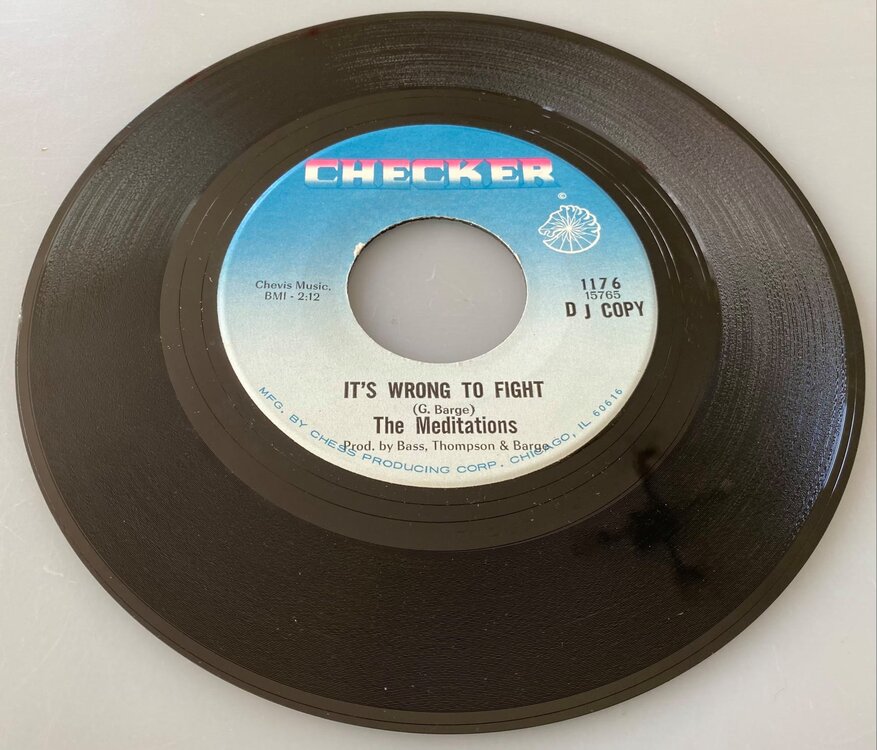 CHECKER
©
Chevis Music.
BMI - 2:12
1176
15765
D J COPY
IT'S WRONG TO FIGHT
(G. Barge)
The Meditations
Prod. by Bass, Thompson & Barge
MFG. BY CHESS PRODUCING CORP. CHICAGO, IL 60616